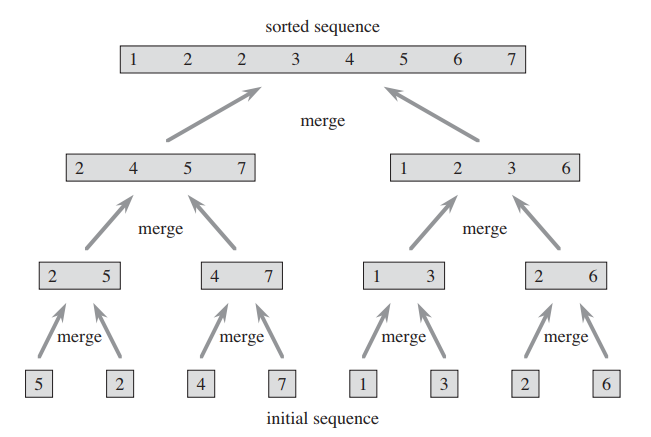 sorted sequence
1 2 2 3 4 5 6 7
merge
2 4 5 7 1 2 3 6
merge merge
2 5 4 7 1 3 2 6
merge merge merge merge
5 2 4 7 1 3 2 6
initial sequence